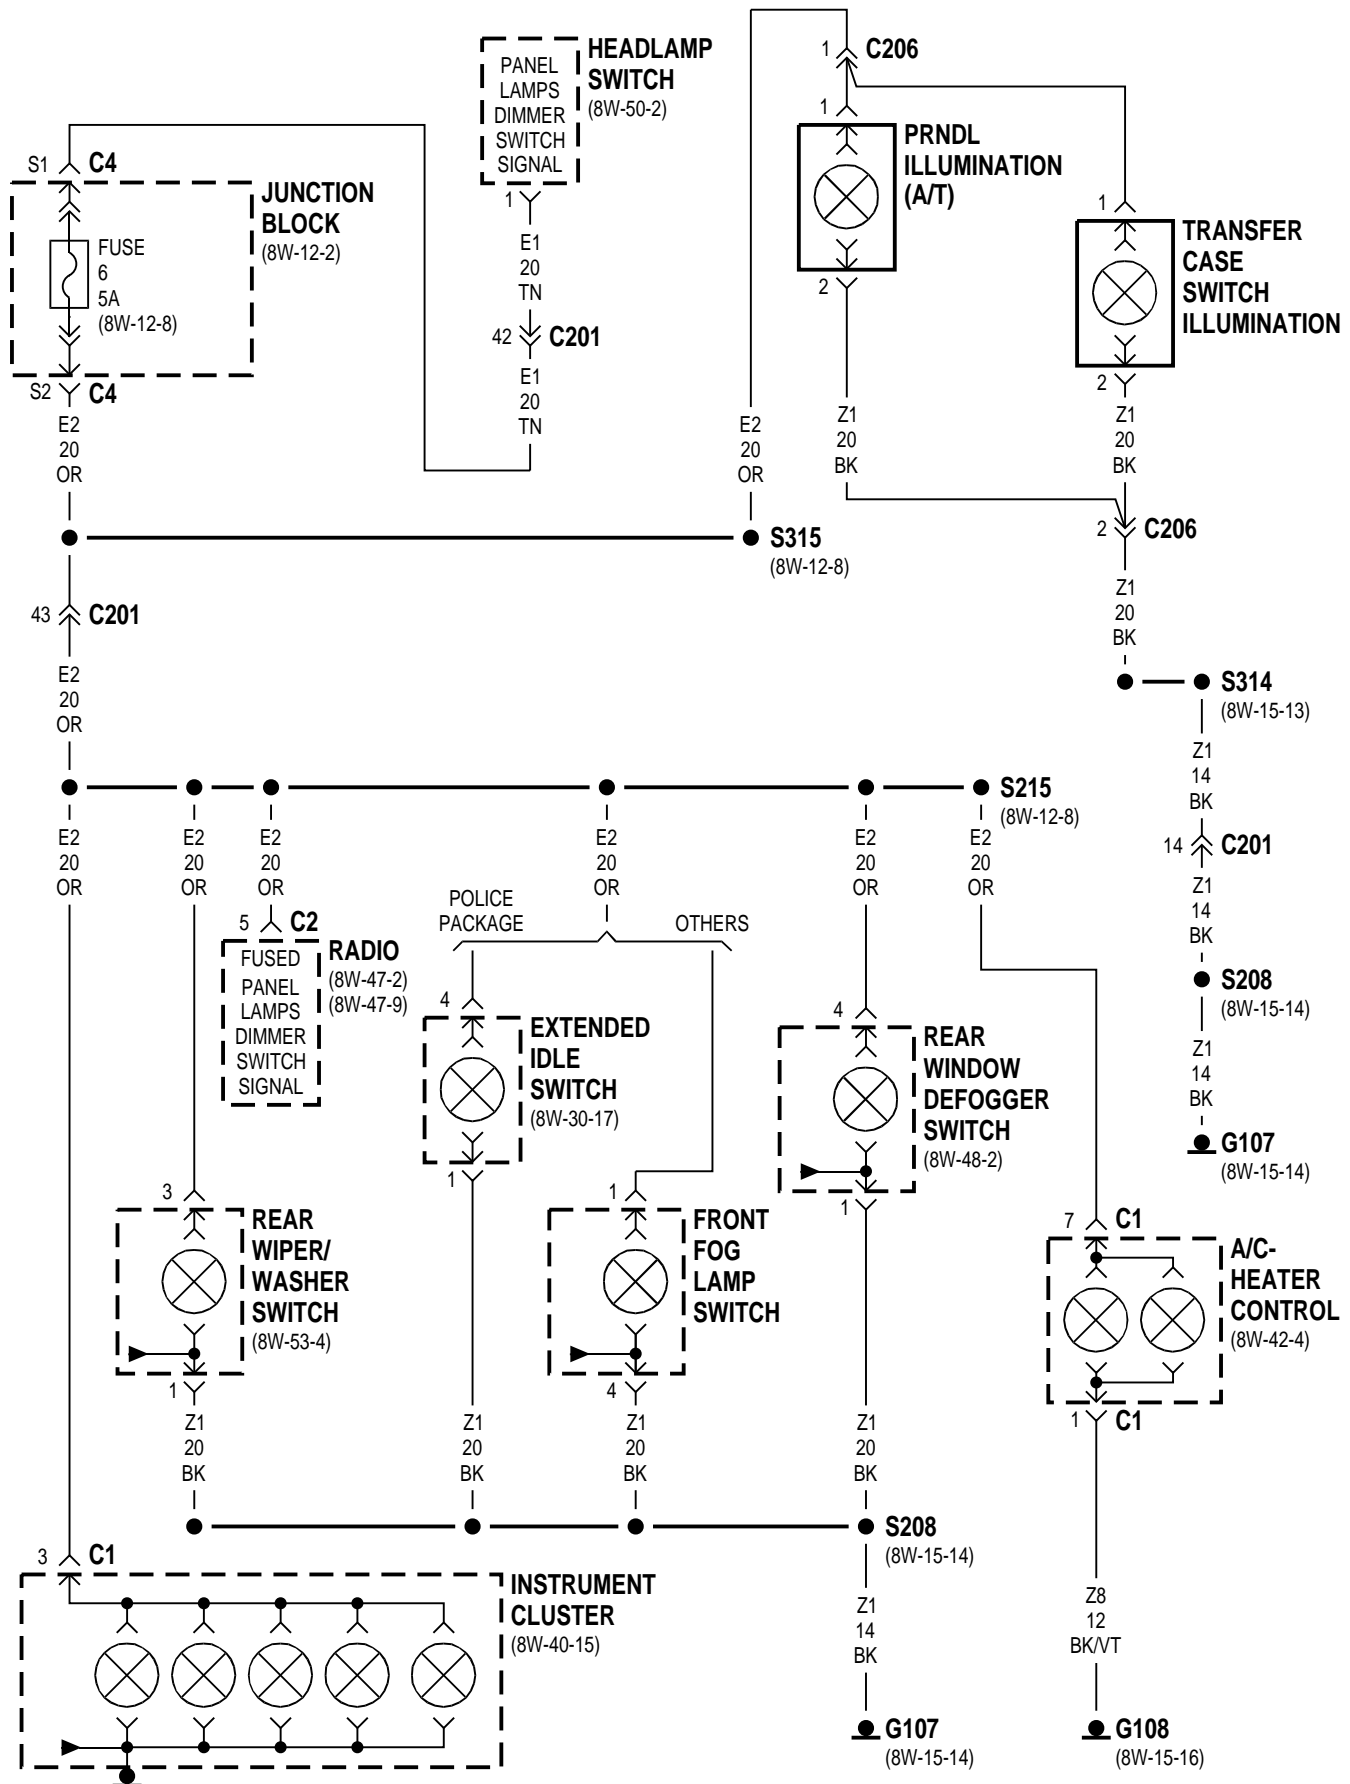 HEADLAMP
SWITCH
(8W-50-2)
PANEL
LAMPS
DIMMER
SWITCH
SIGNAL
1
E1
20
TN
42
C201
E1
20
TN
S1
C4
JUNCTION
BLOCK
(8W-12-2)
FUSE
6
5A
(8W-12-8)
S2
C4
E2
20
OR
1
C206
1
PRNDL
ILLUMINATION
(A/T)
2
1
TRANSFER
CASE
SWITCH
ILLUMINATION
2
E2
20
OR
Z1
20
BK
Z1
20
BK
S315
(8W-12-8)
2
C206
Z1
20
BK
43
C201
E2
20
OR
S314
(8W-15-13)
Z1
14
BK
14
C201
Z1
14
BK
S208
(8W-15-14)
Z1
14
BK
G107
(8W-15-14)
S215
(8W-12-8)
E2
20
OR
E2
20
OR
E2
20
OR
E2
20
OR
E2
20
OR
E2
20
OR
5
C2
RADIO
(8W-47-2)
(8W-47-9)
FUSED
PANEL
LAMPS
DIMMER
SWITCH
SIGNAL
POLICE
PACKAGE
OTHERS
4
EXTENDED
IDLE
SWITCH
(8W-30-17)
1
4
REAR
WINDOW
DEFOGGER
SWITCH
(8W-48-2)
1
3
REAR
WIPER/
WASHER
SWITCH
(8W-53-4)
1
1
FRONT
FOG
LAMP
SWITCH
4
7
C1
A/C-
HEATER
CONTROL
(8W-42-4)
1
C1
Z1
20
BK
Z1
20
BK
Z1
20
BK
Z1
20
BK
S208
(8W-15-14)
3
C1
INSTRUMENT
CLUSTER
(8W-40-15)
Z1
14
BK
G107
(8W-15-14)
Z8
12
BK/VT
G108
(8W-15-16)